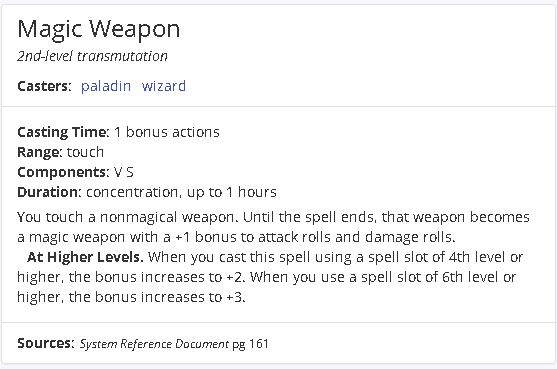 Magic Weapon
2nd-level transmutation
Casters: paladin wizard
Casting Time: 1 bonus actions
Range: touch
Components: V S
Duration: concentration, up to 1 hours
You touch a nonmagical weapon. Until the spell ends, that weapon becomes
a magic weapon with a +1 bonus to attack rolls and damage rolls.
At Higher Levels. When you cast this spell using a spell slot of 4th level or
higher, the bonus increases to +2. When you use a spell slot of 6th level or
higher, the bonus increases to +3.
Sources: System Reference Document pg 161